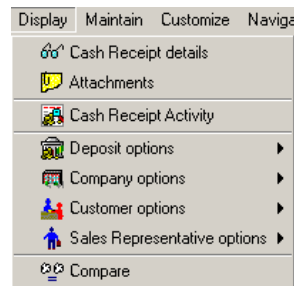 Display Maintain Customize
Cash Receipt details
Attachments
Cash Receipt Activity
Deposit options
Company options
Customer options
Sales Representative options
Compare